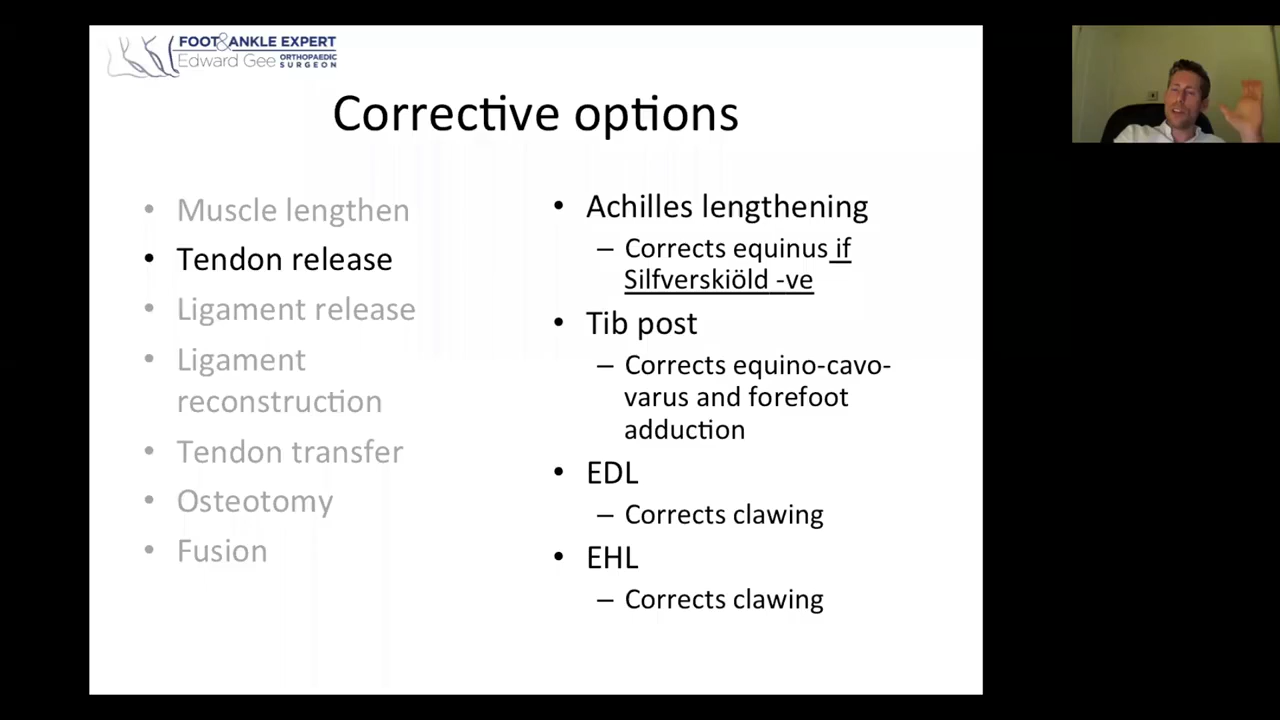 FOOT & ANKLE EXPERT
Edward Gee ORTHOPAEDIC SURGEON
Corrective options
• Muscle lengthen
• Tendon release
• Ligament release
• Ligament
reconstruction
• Tendon transfer
• Osteotomy
• Fusion
• Achilles lengthening
– Corrects equinus if
Silfverskiöld -ve
• Tib post
– Corrects equino-cavo-
varus and forefoot
adduction
• EDL
– Corrects clawing
• EHL
– Corrects clawing